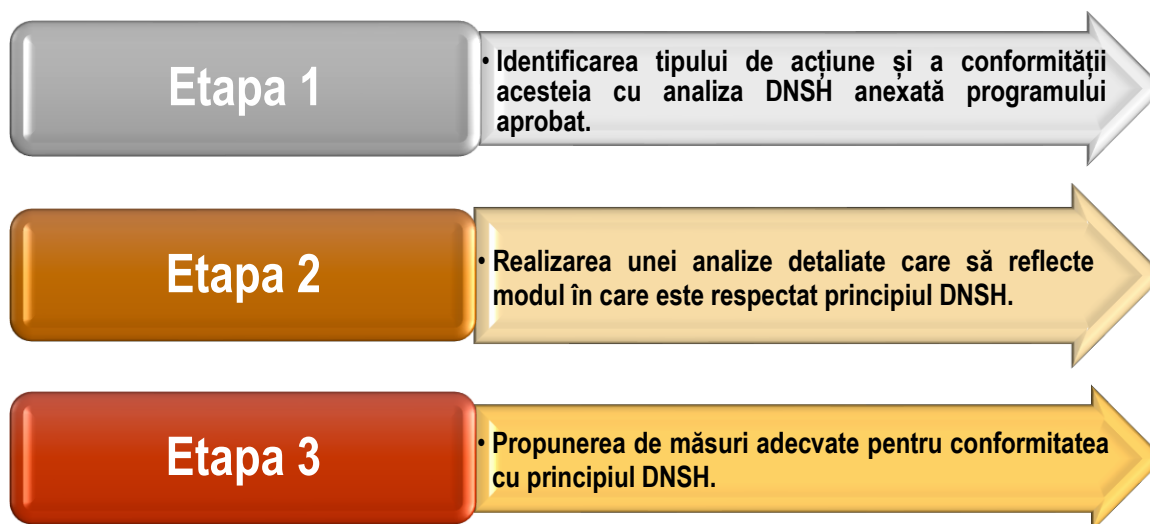 Etapa 1
• Identificarea tipului de acțiune și a conformității
acesteia cu analiza DNSH anexată programului
aprobat.
Etapa 2
• Realizarea unei analize detaliate care să reflecte
modul în care este respectat principiul DNSH.
Etapa 3
• Propunerea de măsuri adecvate pentru conformitatea
cu principiul DNSH.